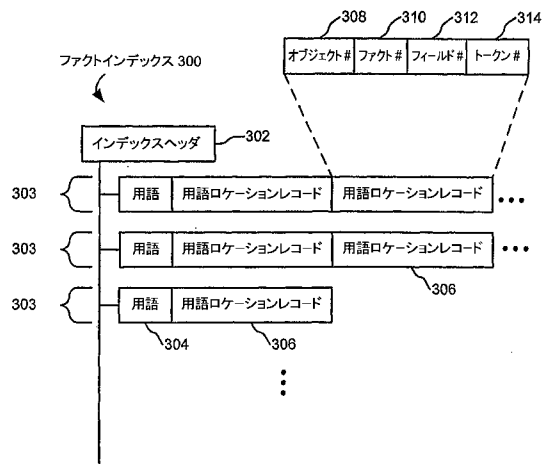 308 310 312 314
オブジェクト# ファクト# フィールド# トークン#
ファクトインデックス 300
インデックスヘッダ 302
303 用語 用語ロケーションレコード 用語ロケーションレコード •••
303 用語 用語ロケーションレコード 用語ロケーションレコード •••
306
303 用語 用語ロケーションレコード
304 306